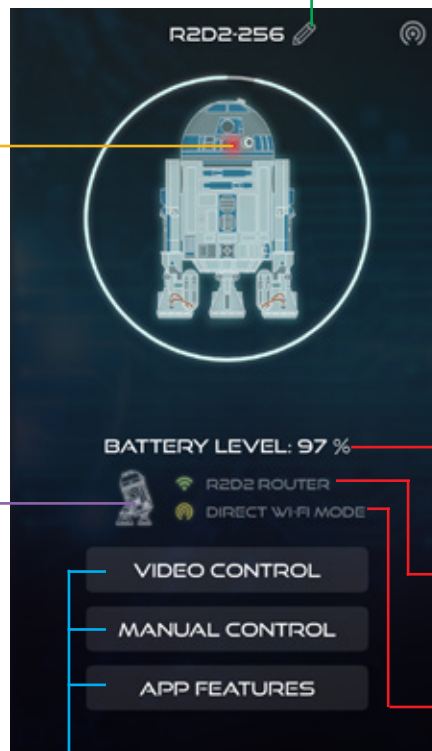 R2D2-256
BATTERY LEVEL: 97 %
R2D2 ROUTER
DIRECT WI-FI MODE
VIDEO CONTROL
MANUAL CONTROL
APP FEATURES